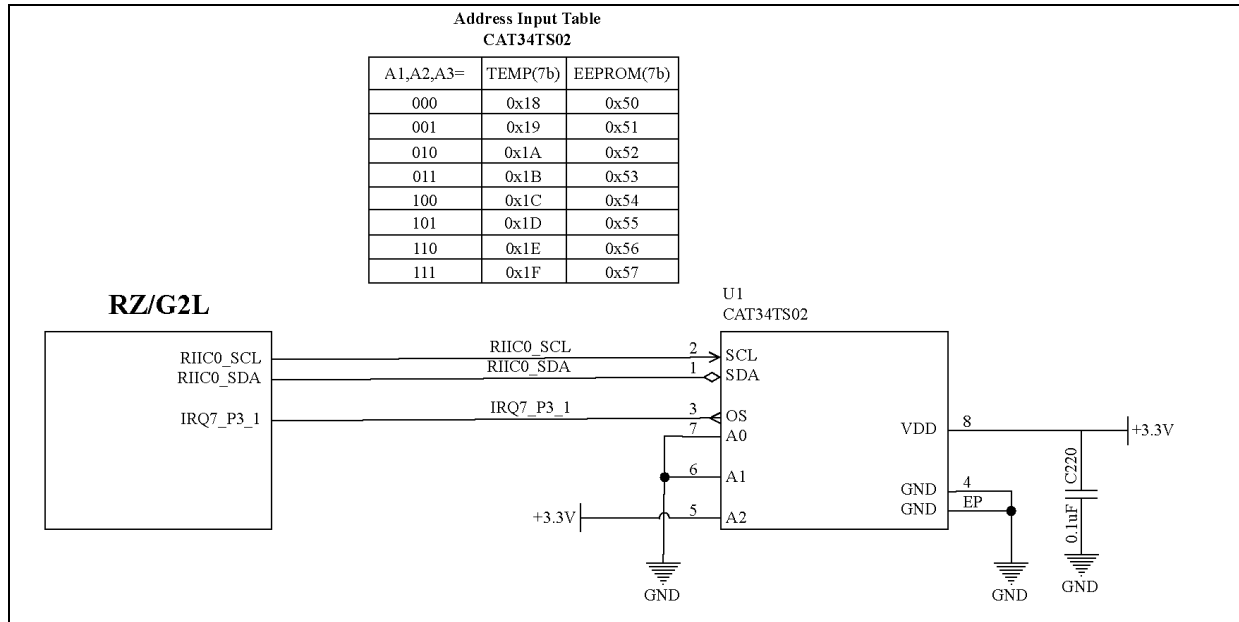 Address Input Table
CAT34TS02
A1,A2,A3= TEMP(7b) EEPROM(7b)
000 0x18 0x50
001 0x19 0x51
010 0x1A 0x52
011 0x1B 0x53
100 0x1C 0x54
101 0x1D 0x55
110 0x1E 0x56
111 0x1F 0x57
RZ/G2L
U1
CAT34TS02
RIIC0_SCL RIIC0_SCL 2 SCL
RIIC0_SDA RIIC0_SDA 1 SDA
IRQ7_P3_1 IRQ7_P3_1 3 OS
7 A0
VDD 8 +3.3V
6 A1
C220
GND 4
GND EP
+3.3V 5 A2
0.1uF
GND
GND
GND